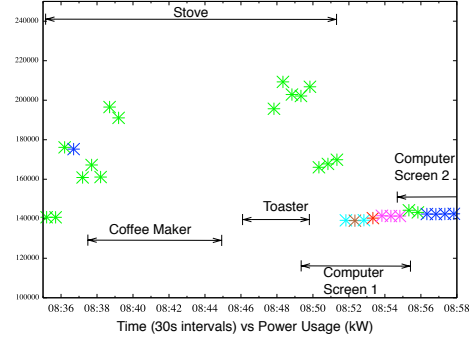 Stove
240000
220000
200000
180000
160000
140000
120000
100000
Computer
Screen 2
Toaster
Coffee Maker
Computer
Screen 1
08:36 08:38 08:40 08:42 08:44 08:46 08:48 08:50 08:52 08:54 08:56 08:58
Time (30s intervals) vs Power Usage (kW)